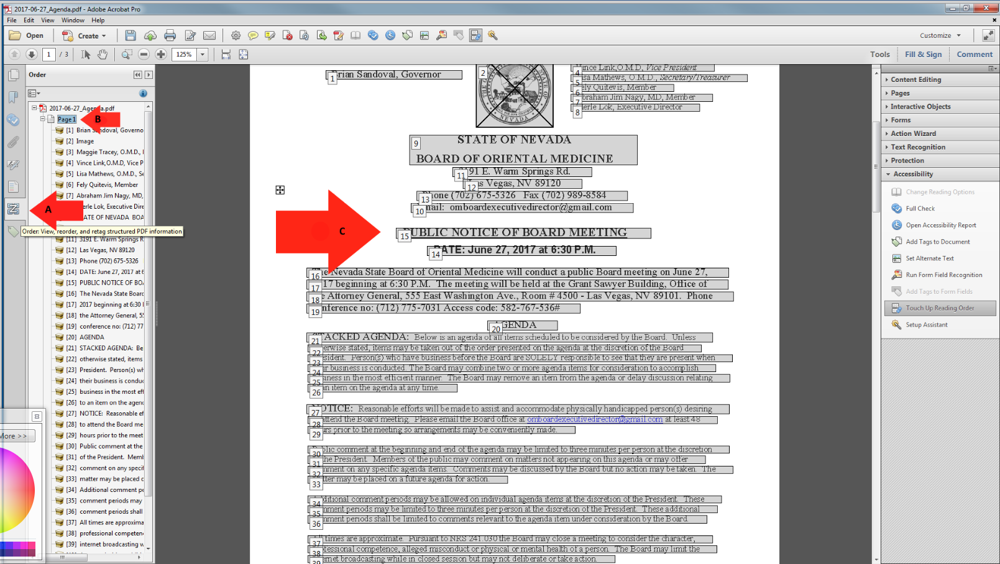 2017-06-27_Agenda.pdf - Adobe Acrobat Pro
File Edit View Window Help
Open Create Customize
1 / 3 125% Tools Fill & Sign Comment
Order
2017-06-27_Agenda.pdf
Page 1
B
[1] Brian Sandoval, Governo
[2] Image
[3] Maggie Tracey, O.M.D.,
[4] Vince Link,O.M.D, Vice P
[5] Lisa Mathews, O.M.D., Se
[6] Fely Quitevis, Member
[7] Abraham Jim Nagy, MD,
erle Lok, Executive Dire
A
ATE OF NEVADA BOA
Order: View, reorder, and retag structured PDF information
[11] 3191 E. Warm Springs R
[12] Las Vegas, NV 89120
[13] Phone (702) 675-5326
[14] DATE: June 27, 2017 at 6
[15] PUBLIC NOTICE OF BO
[16] The Nevada State Board
[17] 2017 beginning at 6:30 
[18] the Attorney General, 55
[19] conference no: (712) 77
[20] AGENDA
[21] STACKED AGENDA: Be
[22] otherwise stated, items
[23] President. Person(s) wh
[24] their business is conduc
[25] business in the most eff
[26] to an item on the agend
[27] NOTICE: Reasonable ef
[28] to attend the Board me
[29] hours prior to the meet
[30] Public comment at the
[31] of the President. Memb
[32] comment on any specif
[33] matter may be placed o
[34] Additional comment pe
[35] comment periods may
[36] comment periods shall
[37] All times are approxima
[38] professional competen
[39] internet broadcasting w
More >>
1 Brian Sandoval, Governor
2
4 Vince Link,O.M.D, Vice President
5 isa Mathews, O.M.D., Secretary/Treasurer
6 ely Quitevis, Member
7 braham Jim Nagy, MD, Member
8 erle Lok, Executive Director
9 STATE OF NEVADA
BOARD OF ORIENTAL MEDICINE
11 3191 E. Warm Springs Rd.
12 as Vegas, NV 89120
13 hone (702) 675-5326 Fax (702) 989-8584
10 mail: omboardexecutivedirector@gmail.com
C
15 PUBLIC NOTICE OF BOARD MEETING
14 DATE: June 27, 2017 at 6:30 P.M.
16 The Nevada State Board of Oriental Medicine will conduct a public Board meeting on June 27,
17 17 beginning at 6:30 P.M. The meeting will be held at the Grant Sawyer Building, Office of
18 e Attorney General, 555 East Washington Ave., Room # 4500 - Las Vegas, NV 89101. Phone
19 nference no: (712) 775-7031 Access code: 582-767-536#
20 AGENDA
21 STACKED AGENDA: Below is an agenda of all items scheduled to be considered by the Board. Unless
22 erwise stated, items may be taken out of the order presented on the agenda at the discretion of the Board
23 esident. Person(s) who have business before the Board are SOLELY responsible to see that they are present when
24 ir business is conducted. The Board may combine two or more agenda items for consideration to accomplish
25 siness in the most efficient manner. The Board may remove an item from the agenda or delay discussion relating
26 an item on the agenda at any time.
27 NOTICE: Reasonable efforts will be made to assist and accommodate physically handicapped person(s) desiring
28 attend the Board meeting. Please email the Board office at omboardexecutivedirector@gmail.com at least 48
29 urs prior to the meeting so arrangements may be conveniently made.
30 Public comment at the beginning and end of the agenda may be limited to three minutes per person at the discretion
31 the President. Members of the public may comment on matters not appearing on this agenda or may offer
32 mment on any specific agenda items. Comments may be discussed by the Board but no action may be taken. The
33 tter may be placed on a future agenda for action.
34 Additional comment periods may be allowed on individual agenda items at the discretion of the President. These
35 mment periods may be limited to three minutes per person at the discretion of the President. These additional
36 mment periods shall be limited to comments relevant to the agenda item under consideration by the Board.
37 All times are approximate. Pursuant to NRS 241.030 the Board may close a meeting to consider the character,
38 ofessional competence, alleged misconduct or physical or mental health of a person. The Board may limit the
39 ernet broadcasting while in closed session but may not deliberate or take action.
Content Editing
Pages
Interactive Objects
Forms
Action Wizard
Text Recognition
Protection
Accessibility
Change Reading Options
Full Check
Open Accessibility Report
Add Tags to Document
Set Alternate Text
Run Form Field Recognition
Add Tags to Form Fields
Touch Up Reading Order
Setup Assistant